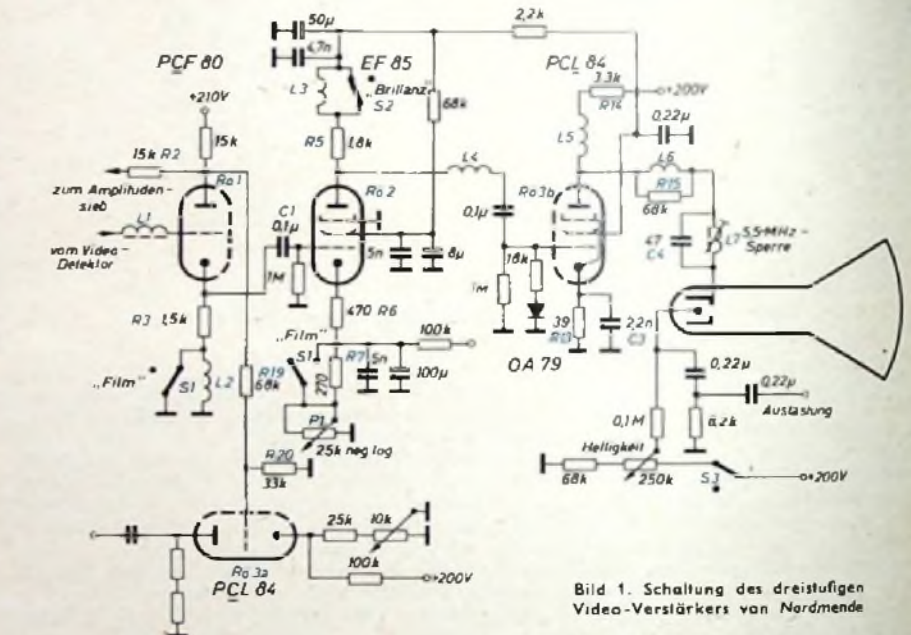 50µ
4,7n
PCF 80
EF 85
2,2k
PCL 84
+210V
L3
„Brillanz"
S2
68k
3,3k
R14
+200V
15k
R5
1,8k
L5
0,22µ
15k R2
L4
L6
R15
68k
zum Amplituden-
sieb
Rö1
Rö2
Rö3b
L1
C1
0,1µ
0,1µ
47
C4
L7
5,5-MHz-
Sperre
vom Video-
Detektor
1M
5n
8µ
1M
18k
R3
1,5k
470 R6
39
R13
2,2n
C3
„Film"
100k
OA 79
„Film"
S1
L2
S1
R7
270
5n
100µ
0,22µ
0,22µ
Austastung
R19
68k
P1
25k neg log
0,1M
8,2k
Helligkeit
R20
33k
68k
250k
S3
+200V
25k
10k
100k
+200V
Rö3a
PCL 84
Bild 1. Schaltung des dreistufigen
Video-Verstärkers von Nordmende